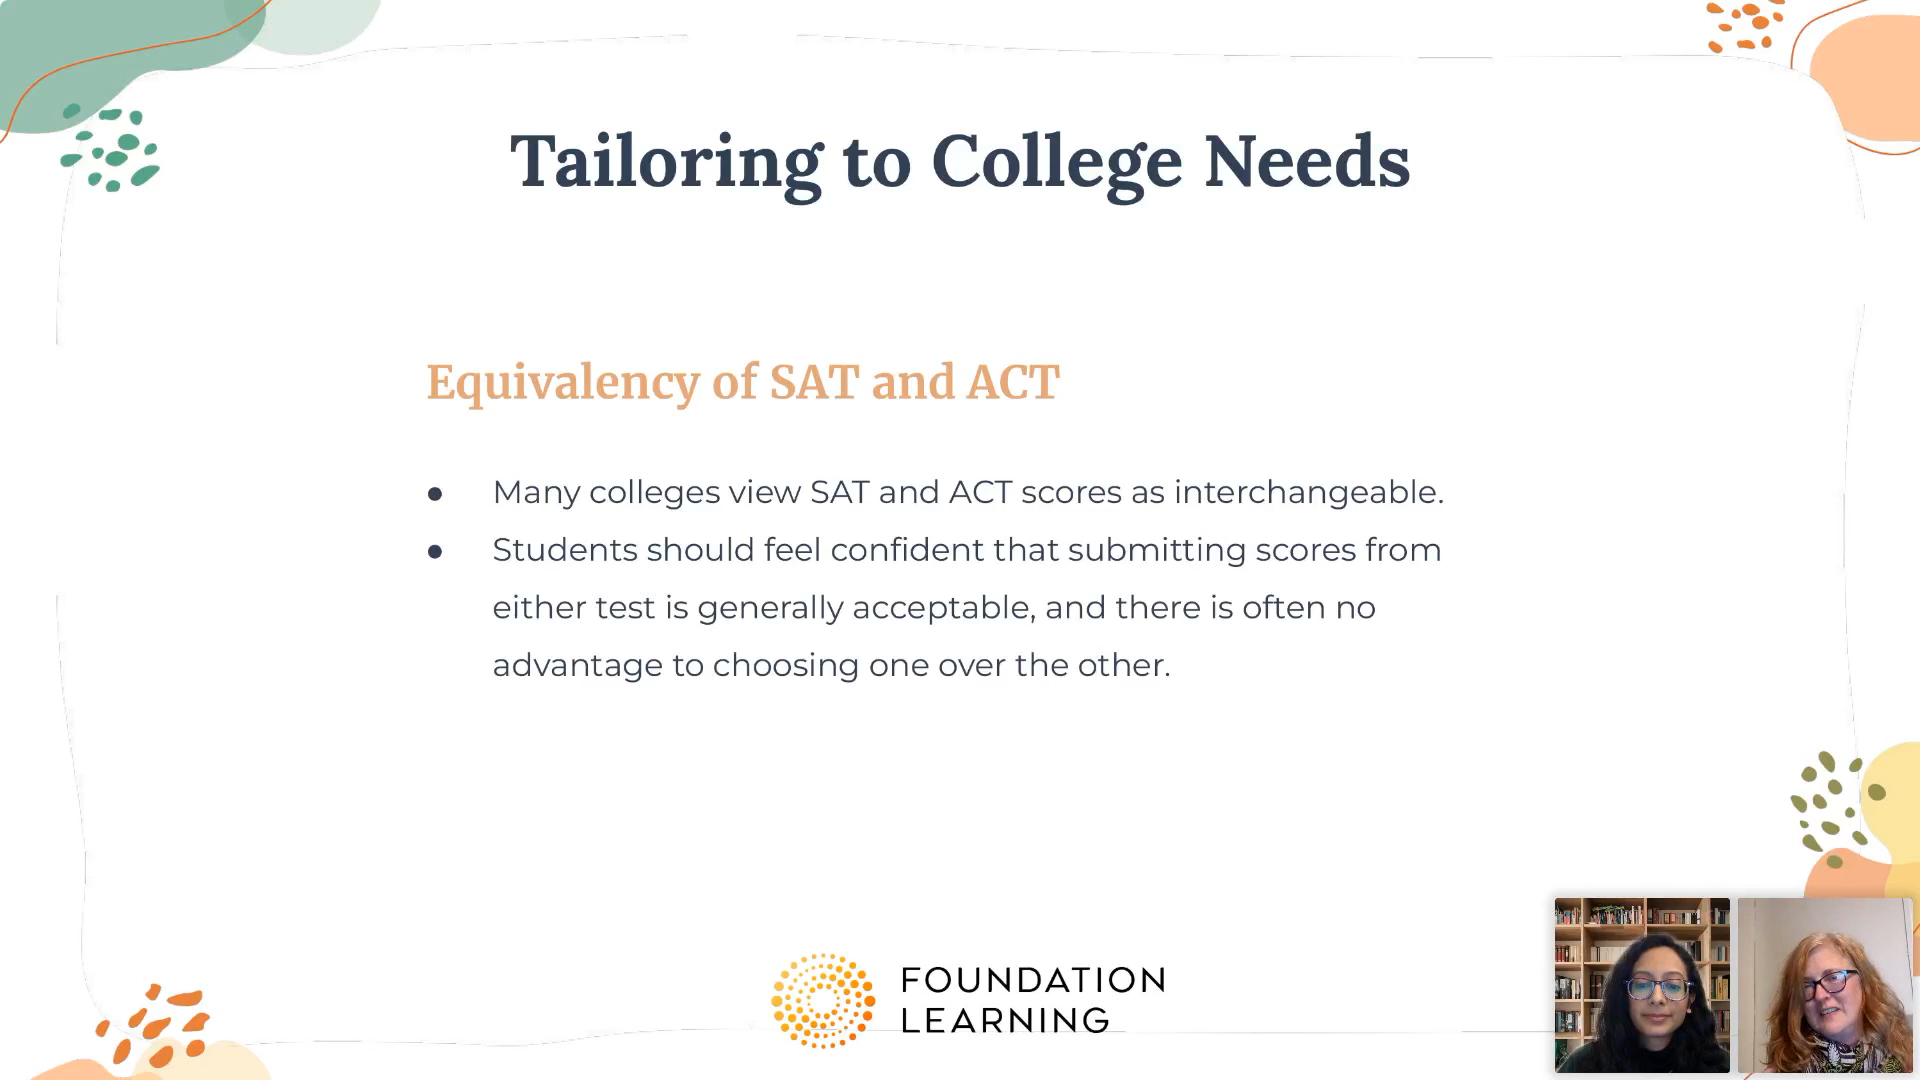 Tailoring to College Needs
Equivalency of SAT and ACT
● Many colleges view SAT and ACT scores as interchangeable.
● Students should feel confident that submitting scores from
either test is generally acceptable, and there is often no
advantage to choosing one over the other.
FOUNDATION
LEARNING